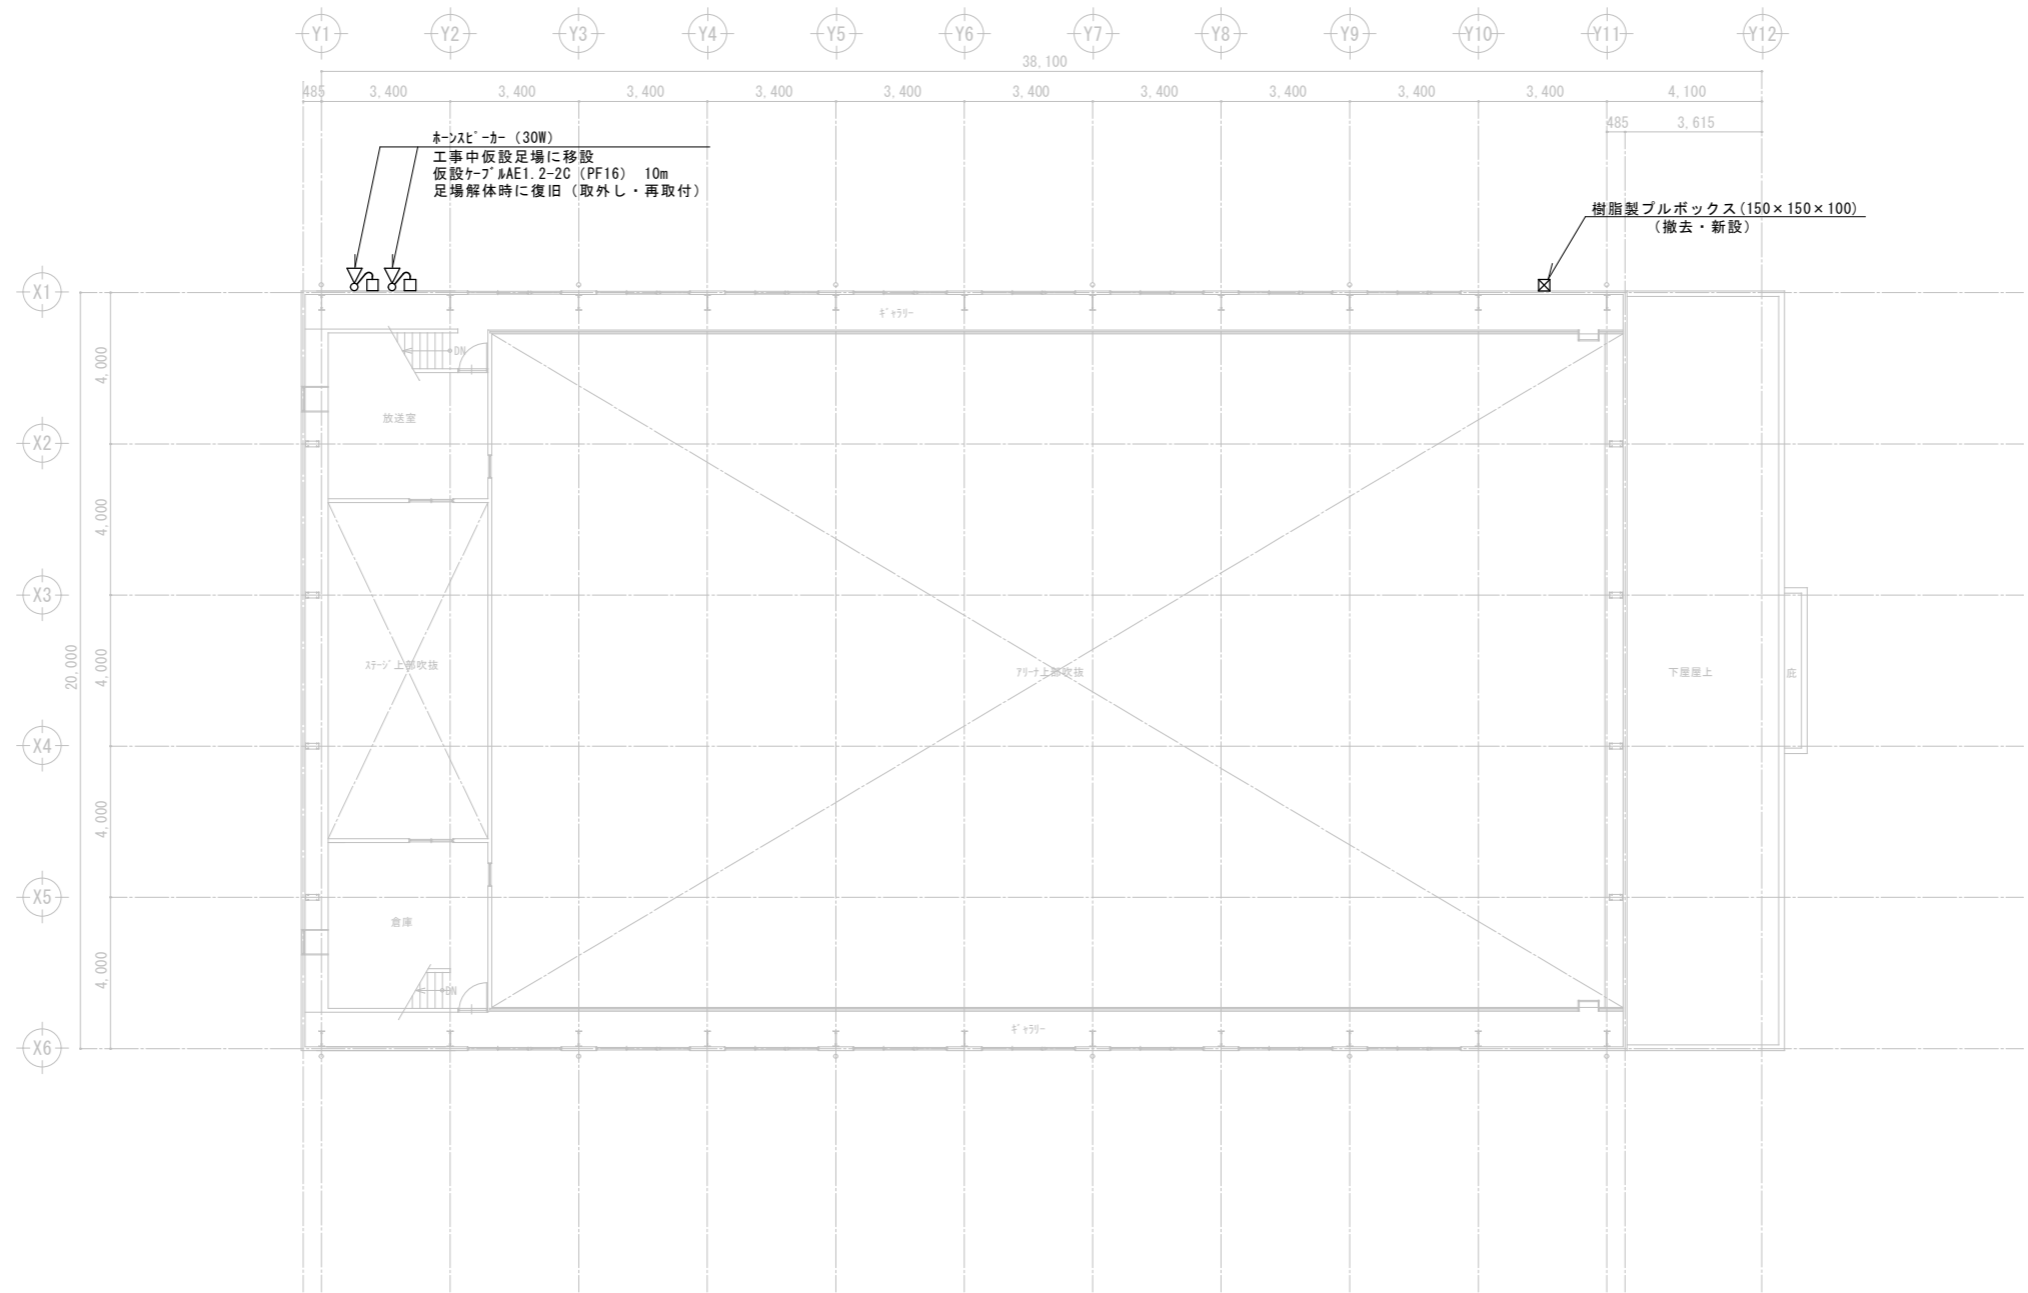 Y1 Y2 Y3 Y4 Y5 Y6 Y7 Y8 Y9 Y10 Y11 Y12
38,100
485 3,400 3,400 3,400 3,400 3,400 3,400 3,400 3,400 3,400 3,400 4,100
485 3,615
ホーンスピーカー（30W）
工事中仮設足場に移設
仮設ケーブルAE1.2-2C（PF16） 10m
足場解体時に復旧（取外し・再取付）
樹脂製プルボックス(150×150×100)
（撤去・新設）
X1
ギャラリー
DN
4,000
放送室
X2
4,000
X3
20,000
4,000
ステージ上部吹抜
アリーナ上部吹抜
下屋屋上
庇
X4
4,000
X5
倉庫
4,000
DN
ギャラリー
X6